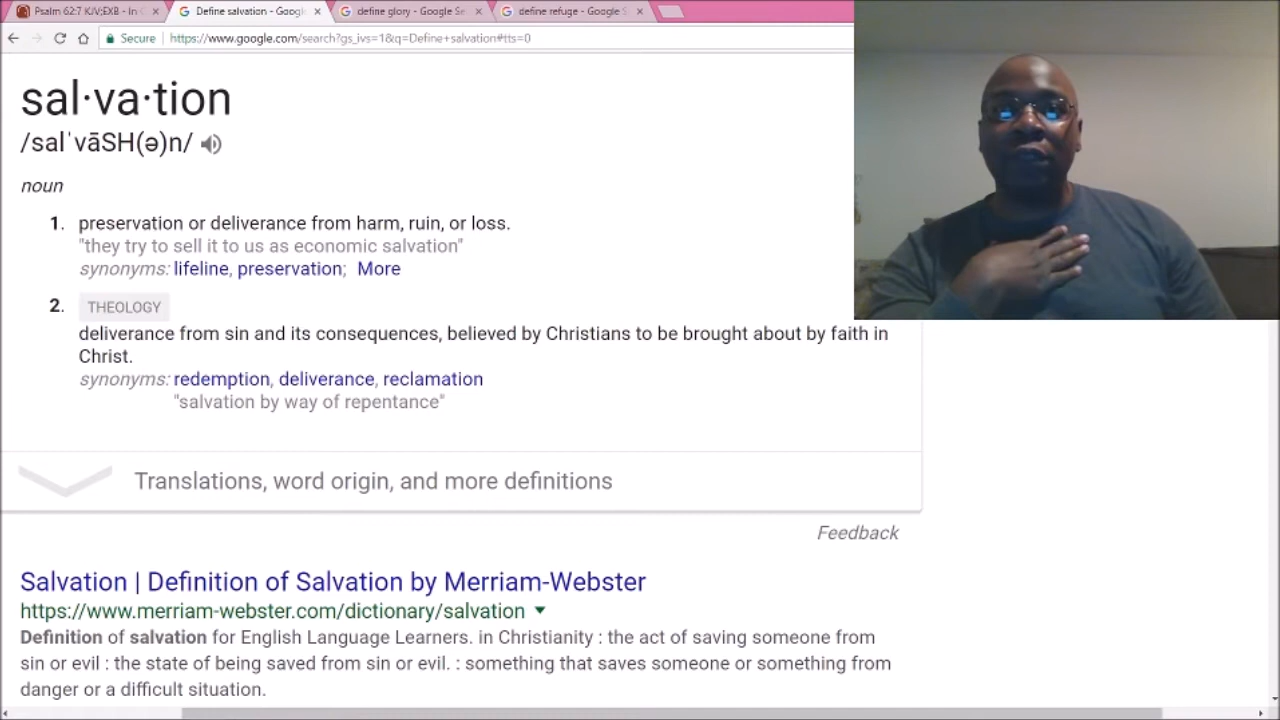 Psalm 62:7 KJV;EXB - In
Define salvation - Goog
define glory - Google Se
define refuge - Google S
Secure
https://www.google.com/search?gs_ivs=1&q=Define+salvation#tts=0
sal·va·tion
/salˈvāSH(ə)n/
noun
1. preservation or deliverance from harm, ruin, or loss.
"they try to sell it to us as economic salvation"
synonyms: lifeline, preservation; More
2. THEOLOGY
deliverance from sin and its consequences, believed by Christians to be brought about by faith in
Christ.
synonyms: redemption, deliverance, reclamation
"salvation by way of repentance"
Translations, word origin, and more definitions
Feedback
Salvation | Definition of Salvation by Merriam-Webster
https://www.merriam-webster.com/dictionary/salvation
Definition of salvation for English Language Learners. in Christianity : the act of saving someone from
sin or evil : the state of being saved from sin or evil. : something that saves someone or something from
danger or a difficult situation.